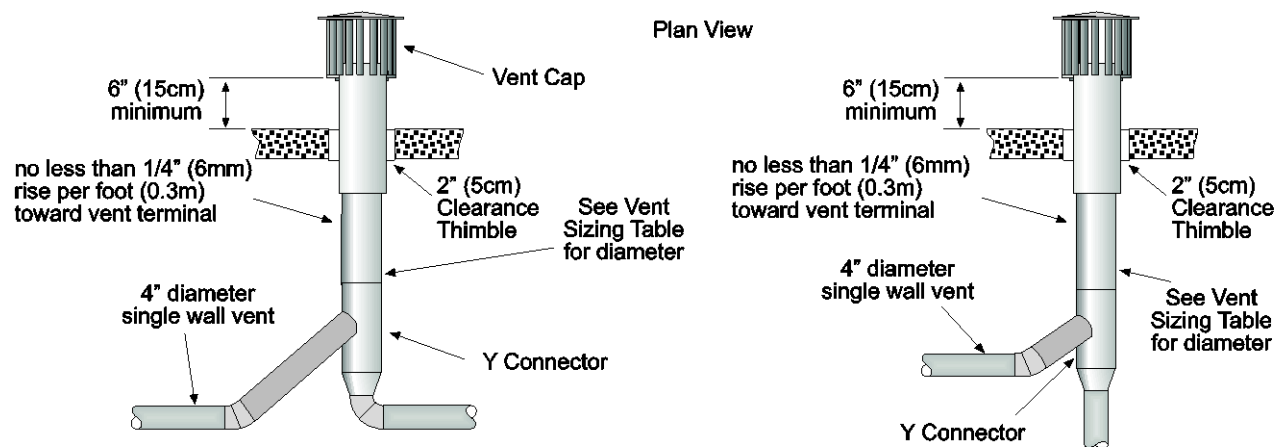 Plan View
Vent Cap
6” (15cm)
minimum
no less than 1/4” (6mm)
rise per foot (0.3m)
toward vent terminal
2” (5cm)
Clearance
Thimble
See Vent
Sizing Table
for diameter
4” diameter
single wall vent
Y Connector
6” (15cm)
minimum
no less than 1/4” (6mm)
rise per foot (0.3m)
toward vent terminal
2” (5cm)
Clearance
Thimble
4” diameter
single wall vent
See Vent
Sizing Table
for diameter
Y Connector